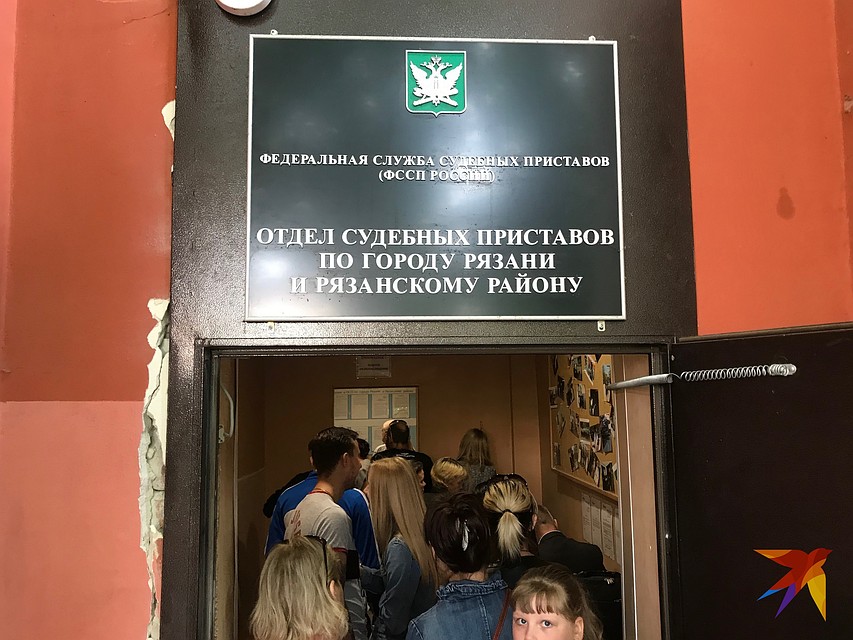 ФЕДЕРАЛЬНАЯ СЛУЖБА СУДЕБНЫХ ПРИСТАВОВ
(ФССП РОССИИ)
ОТДЕЛ СУДЕБНЫХ ПРИСТАВОВ
ПО ГОРОДУ РЯЗАНИ
И РЯЗАНСКОМУ РАЙОНУ